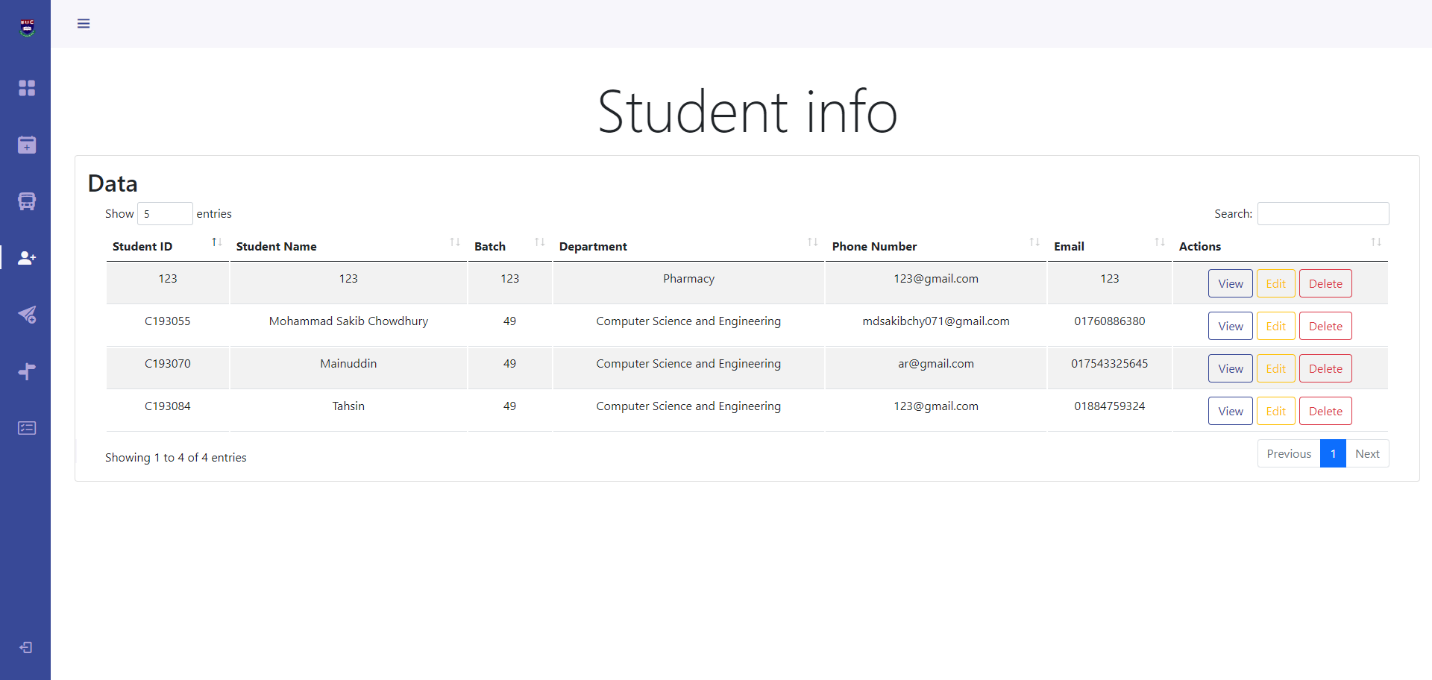 Student info
Data
Show 5 entries
Search:
Student ID Student Name Batch Department Phone Number Email Actions
123 123 123 Pharmacy 123@gmail.com 123 View Edit Delete
C193055 Mohammad Sakib Chowdhury 49 Computer Science and Engineering mdsakibchy071@gmail.com 01760886380 View Edit Delete
C193070 Mainuddin 49 Computer Science and Engineering ar@gmail.com 017543325645 View Edit Delete
C193084 Tahsin 49 Computer Science and Engineering 123@gmail.com 01884759324 View Edit Delete
Showing 1 to 4 of 4 entries
Previous 1 Next